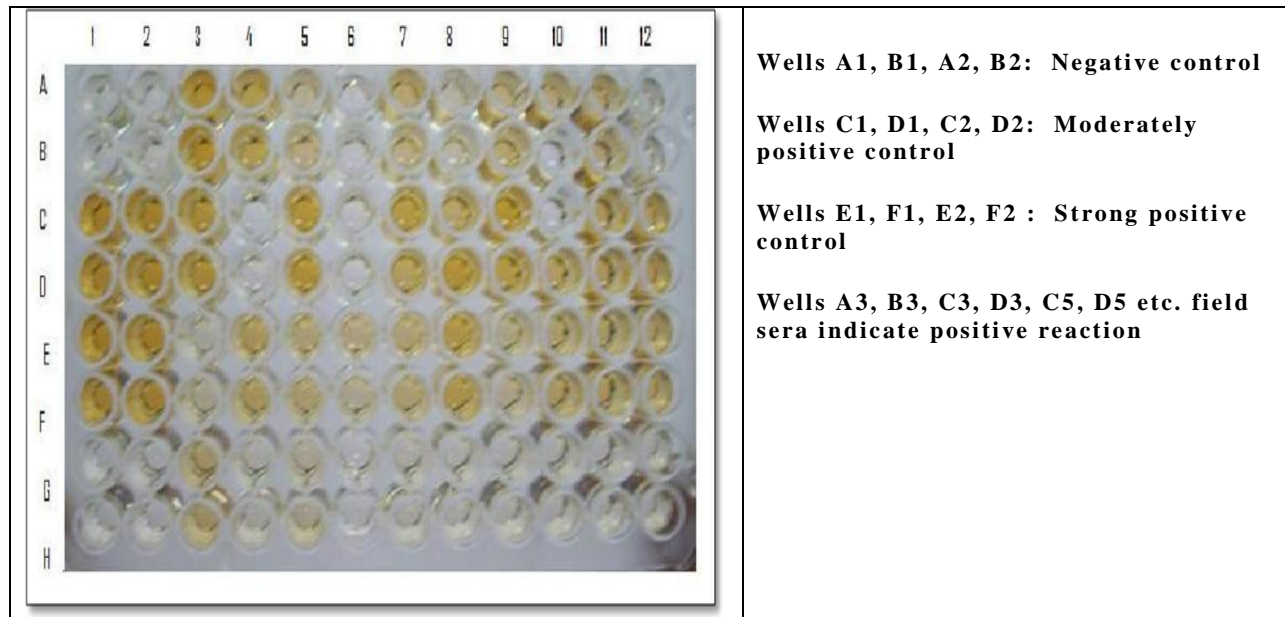 1 2 3 4 5 6 7 8 9 10 11 12
A
B
C
D
E
F
G
H
Wells A1, B1, A2, B2: Negative control
Wells C1, D1, C2, D2: Moderately
positive control
Wells E1, F1, E2, F2 : Strong positive
control
Wells A3, B3, C3, D3, C5, D5 etc. field
sera indicate positive reaction